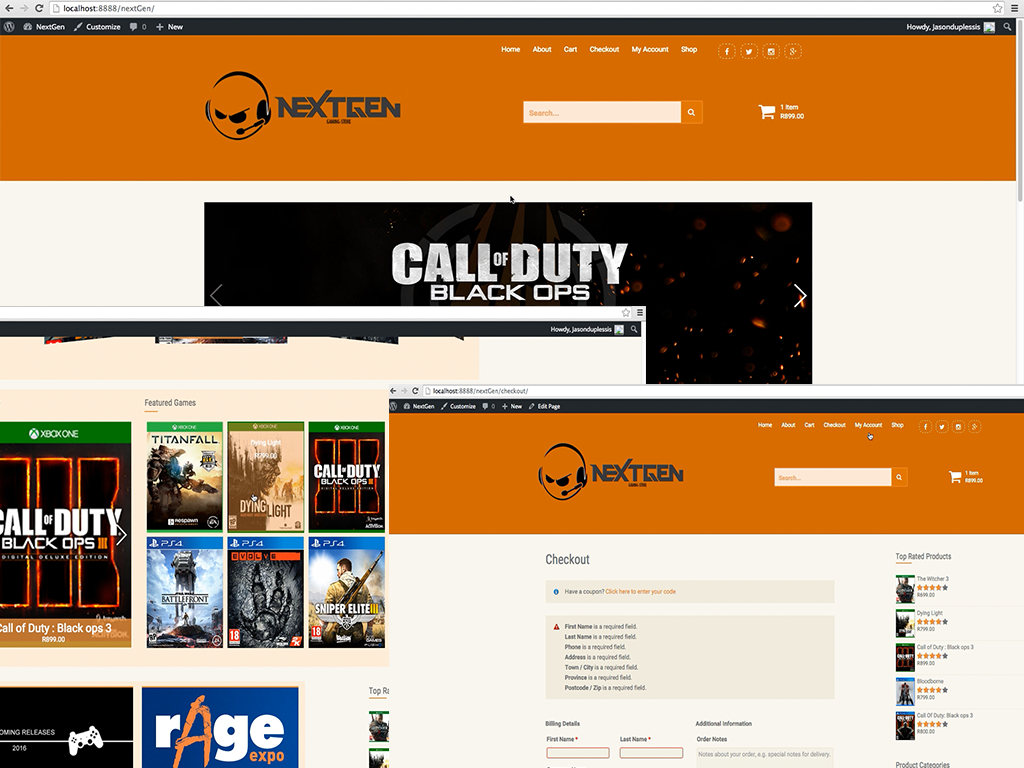 localhost:8888/nextGen/
NextGen Customize 0 New Howdy, Jasonduplessis
Home About Cart Checkout My Account Shop
NEXTGEN
GAMING STORE
Search...
1 Item
R899.00
CALL OF DUTY
BLACK OPS
Howdy, Jasonduplessis
Featured Games
XBOX ONE
CALL OF DUTY
BLACK OPS III
DIGITAL DELUXE EDITION
Call of Duty : Black ops 3
R899.00
XBOX ONE
TITANFALL
respawn EA
Dying Light
R799.00
DYING LIGHT
XBOX ONE
CALL OF DUTY
BLACK OPS III
DIGITAL DELUXE EDITION
ACTIVISION
PS4
BATTLEFRONT
EA
PS4
EVOLVE
18
2K
PS4
SNIPER ELITE III
18
COMING RELEASES
2016
rAge
expo
Top Ra
localhost:8888/nextGen/checkout/
NextGen Customize 0 New Edit Page
Home About Cart Checkout My Account Shop
NEXTGEN
GAMING STORE
Search...
1 Item
R899.00
Checkout
Have a coupon? Click here to enter your code
First Name is a required field.
Last Name is a required field.
Phone is a required field.
Address is a required field.
Town / City is a required field.
Province is a required field.
Postcode / Zip is a required field.
Billing Details
First Name *
Last Name *
Additional Information
Order Notes
Notes about your order, e.g. special notes for delivery.
Top Rated Products
The Witcher 3
R699.00
Dying Light
R799.00
Call of Duty : Black ops 3
R899.00
Bloodborne
R799.00
Call Of Duty: Black ops 3
R800.00
Product Categories